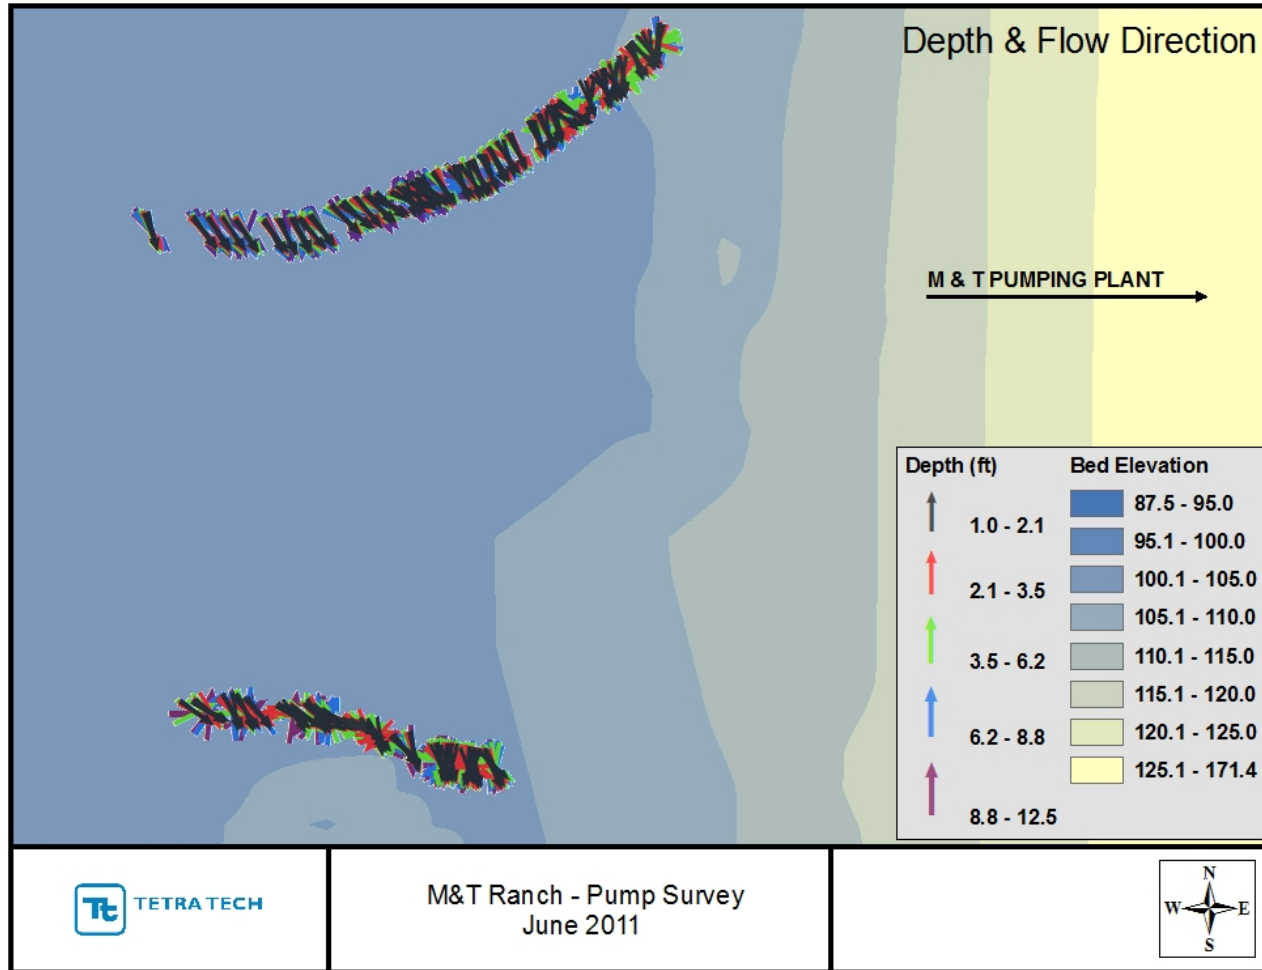 Depth & Flow Direction
M & T PUMPING PLANT
Depth (ft)
1.0 - 2.1
2.1 - 3.5
3.5 - 6.2
6.2 - 8.8
8.8 - 12.5
Bed Elevation
87.5 - 95.0
95.1 - 100.0
100.1 - 105.0
105.1 - 110.0
110.1 - 115.0
115.1 - 120.0
120.1 - 125.0
125.1 - 171.4
Tt TETRA TECH
M&T Ranch - Pump Survey
June 2011
N
W E
S